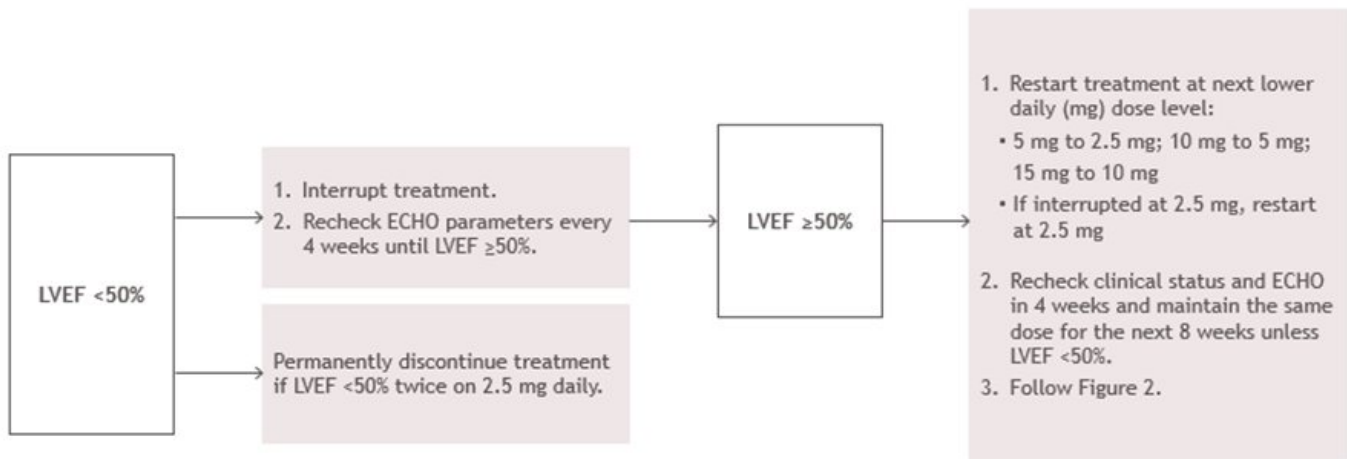 LVEF <50%
1. Interrupt treatment.
2. Recheck ECHO parameters every
4 weeks until LVEF ≥50%.
Permanently discontinue treatment
if LVEF <50% twice on 2.5 mg daily.
LVEF ≥50%
1. Restart treatment at next lower
daily (mg) dose level:
• 5 mg to 2.5 mg; 10 mg to 5 mg;
15 mg to 10 mg
• If interrupted at 2.5 mg, restart
at 2.5 mg
2. Recheck clinical status and ECHO
in 4 weeks and maintain the same
dose for the next 8 weeks unless
LVEF <50%.
3. Follow Figure 2.